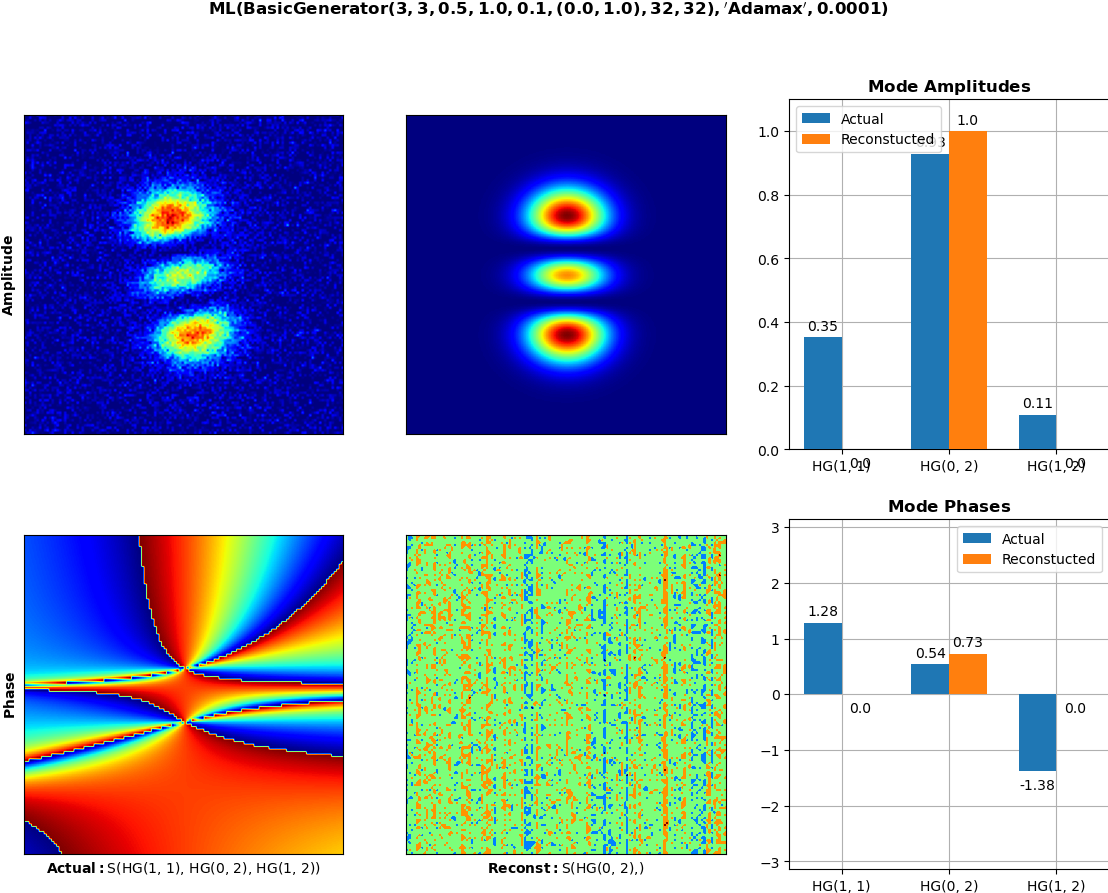 ML(BasicGenerator(3, 3, 0.5, 1.0, 0.1, (0.0, 1.0), 32, 32), ′Adamax′, 0.0001)
Mode Amplitudes
Actual
Reconstucted
1.0
0.35
0.11
0.0
0.0
1.0
0.8
0.6
0.4
0.2
0.0
HG(1, 1)
HG(0, 2)
HG(1, 2)
Amplitude
Mode Phases
Actual
Reconstucted
1.28
0.54
0.73
0.0
0.0
-1.38
3
2
1
0
−1
−2
−3
HG(1, 1)
HG(0, 2)
HG(1, 2)
Phase
Actual: S(HG(1, 1), HG(0, 2), HG(1, 2))
Reconst: S(HG(0, 2),)